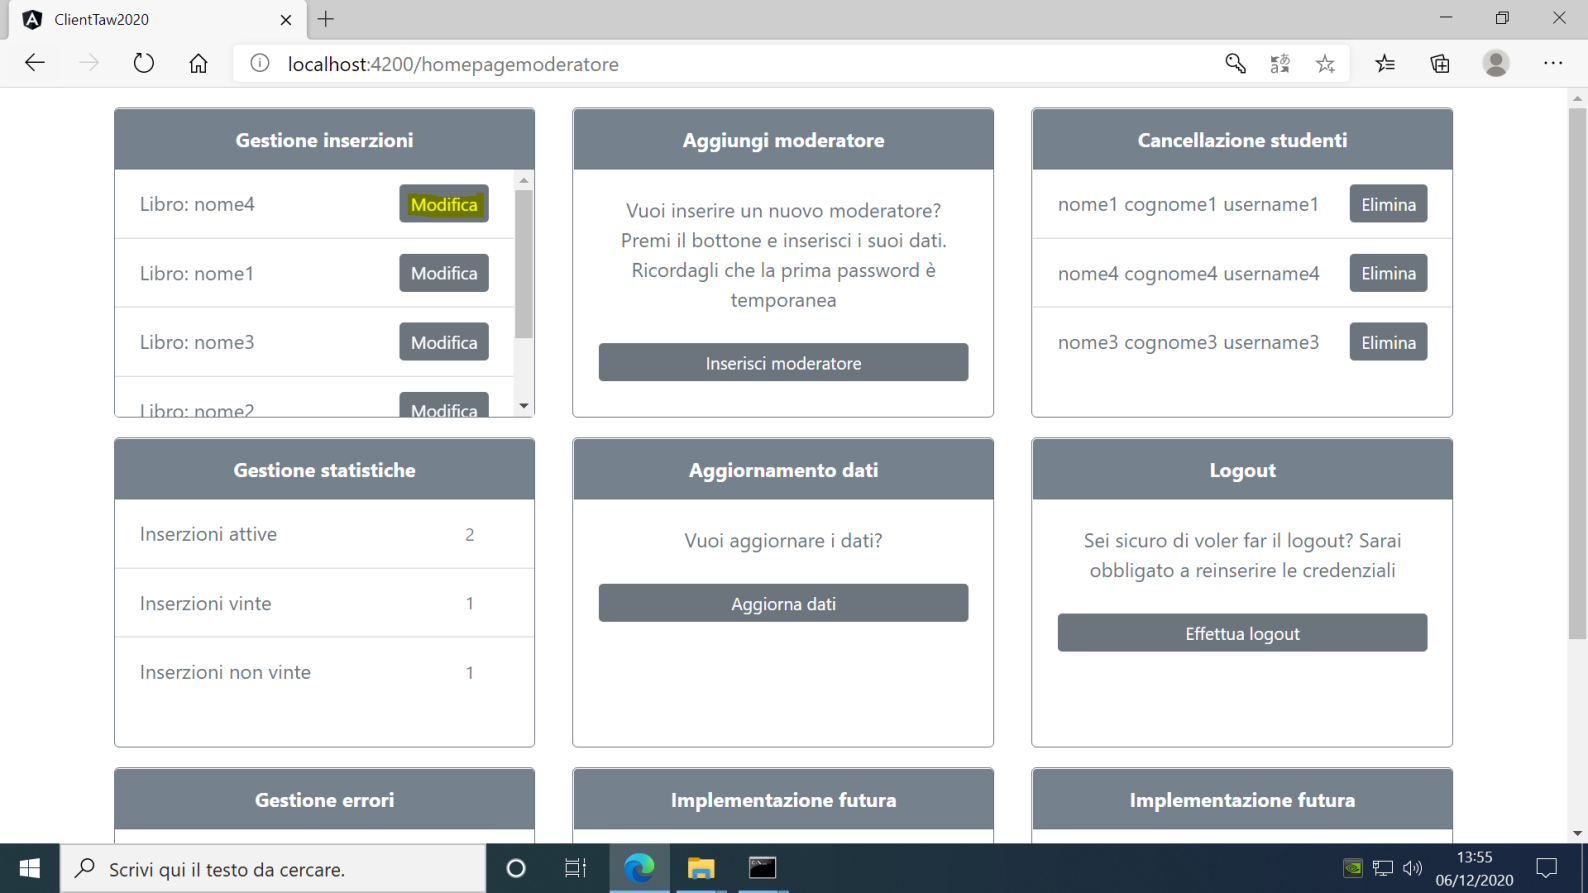 ClientTaw2020
localhost:4200/homepagemoderatore
Gestione inserzioni
Libro: nome4 Modifica
Libro: nome1 Modifica
Libro: nome3 Modifica
Libro: nome2 Modifica
Aggiungi moderatore
Vuoi inserire un nuovo moderatore?
Premi il bottone e inserisci i suoi dati.
Ricordagli che la prima password è
temporanea
Inserisci moderatore
Cancellazione studenti
nome1 cognome1 username1 Elimina
nome4 cognome4 username4 Elimina
nome3 cognome3 username3 Elimina
Gestione statistiche
Inserzioni attive 2
Inserzioni vinte 1
Inserzioni non vinte 1
Aggiornamento dati
Vuoi aggiornare i dati?
Aggiorna dati
Logout
Sei sicuro di voler far il logout? Sarai
obbligato a reinserire le credenziali
Effettua logout
Gestione errori
Implementazione futura
Implementazione futura
Scrivi qui il testo da cercare.
13:55
06/12/2020